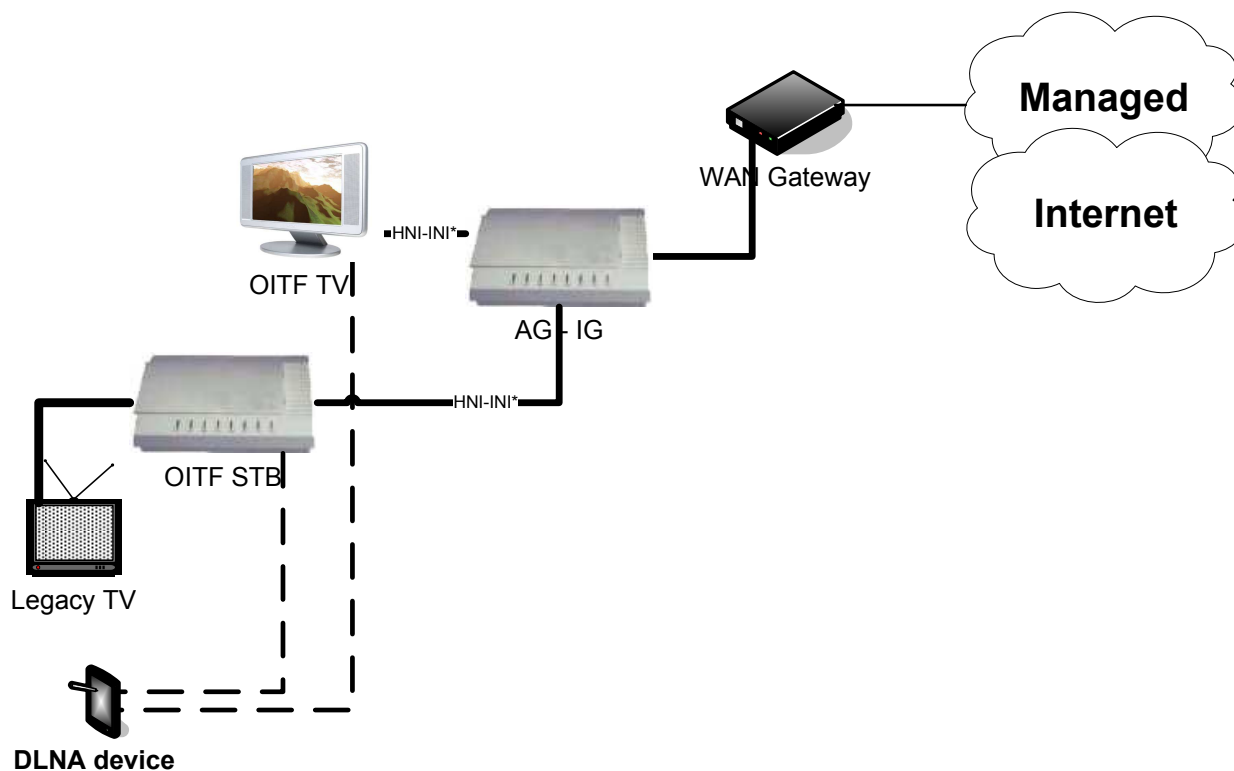 Managed
WAN Gateway
Internet
HNI-INI*
OITF TV
AG - IG
HNI-INI*
OITF STB
Legacy TV
DLNA device